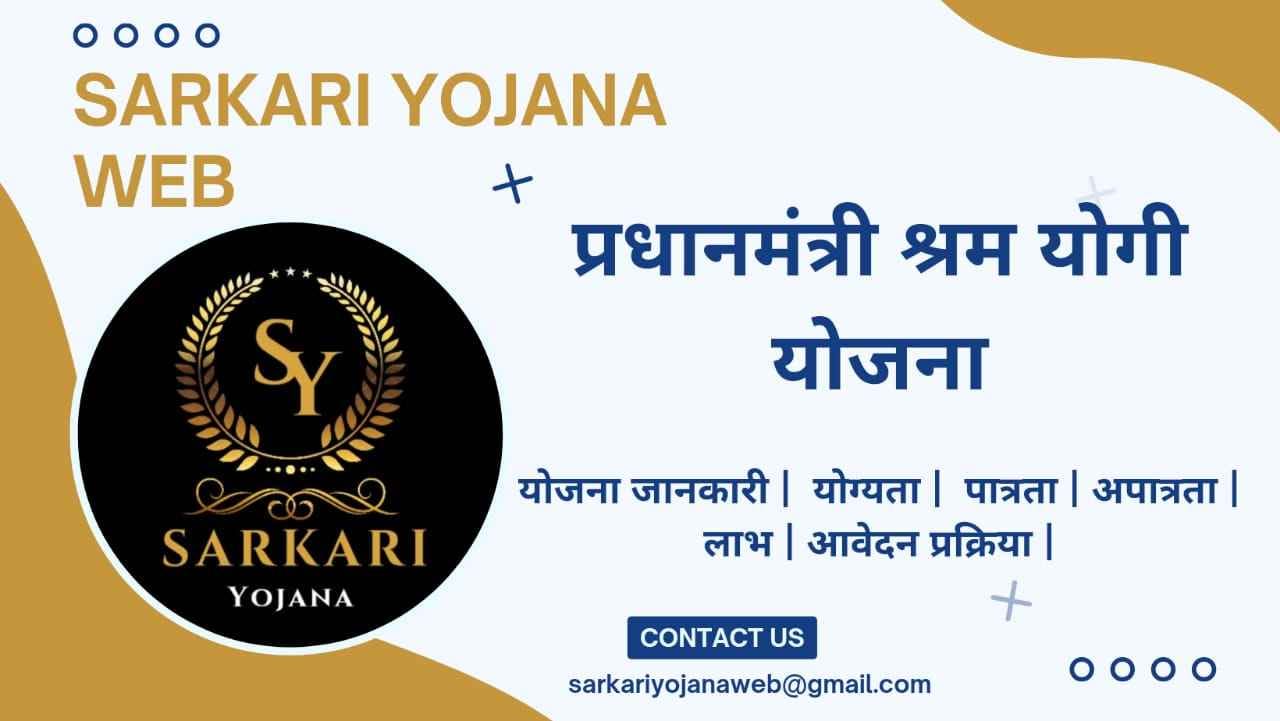 SARKARI YOJANA
WEB
प्रधानमंत्री श्रम योगी
योजना
SY
SARKARI
YOJANA
योजना जानकारी | योग्यता | पात्रता | अपात्रता |
लाभ | आवेदन प्रक्रिया |
CONTACT US
sarkariyojanaweb@gmail.com